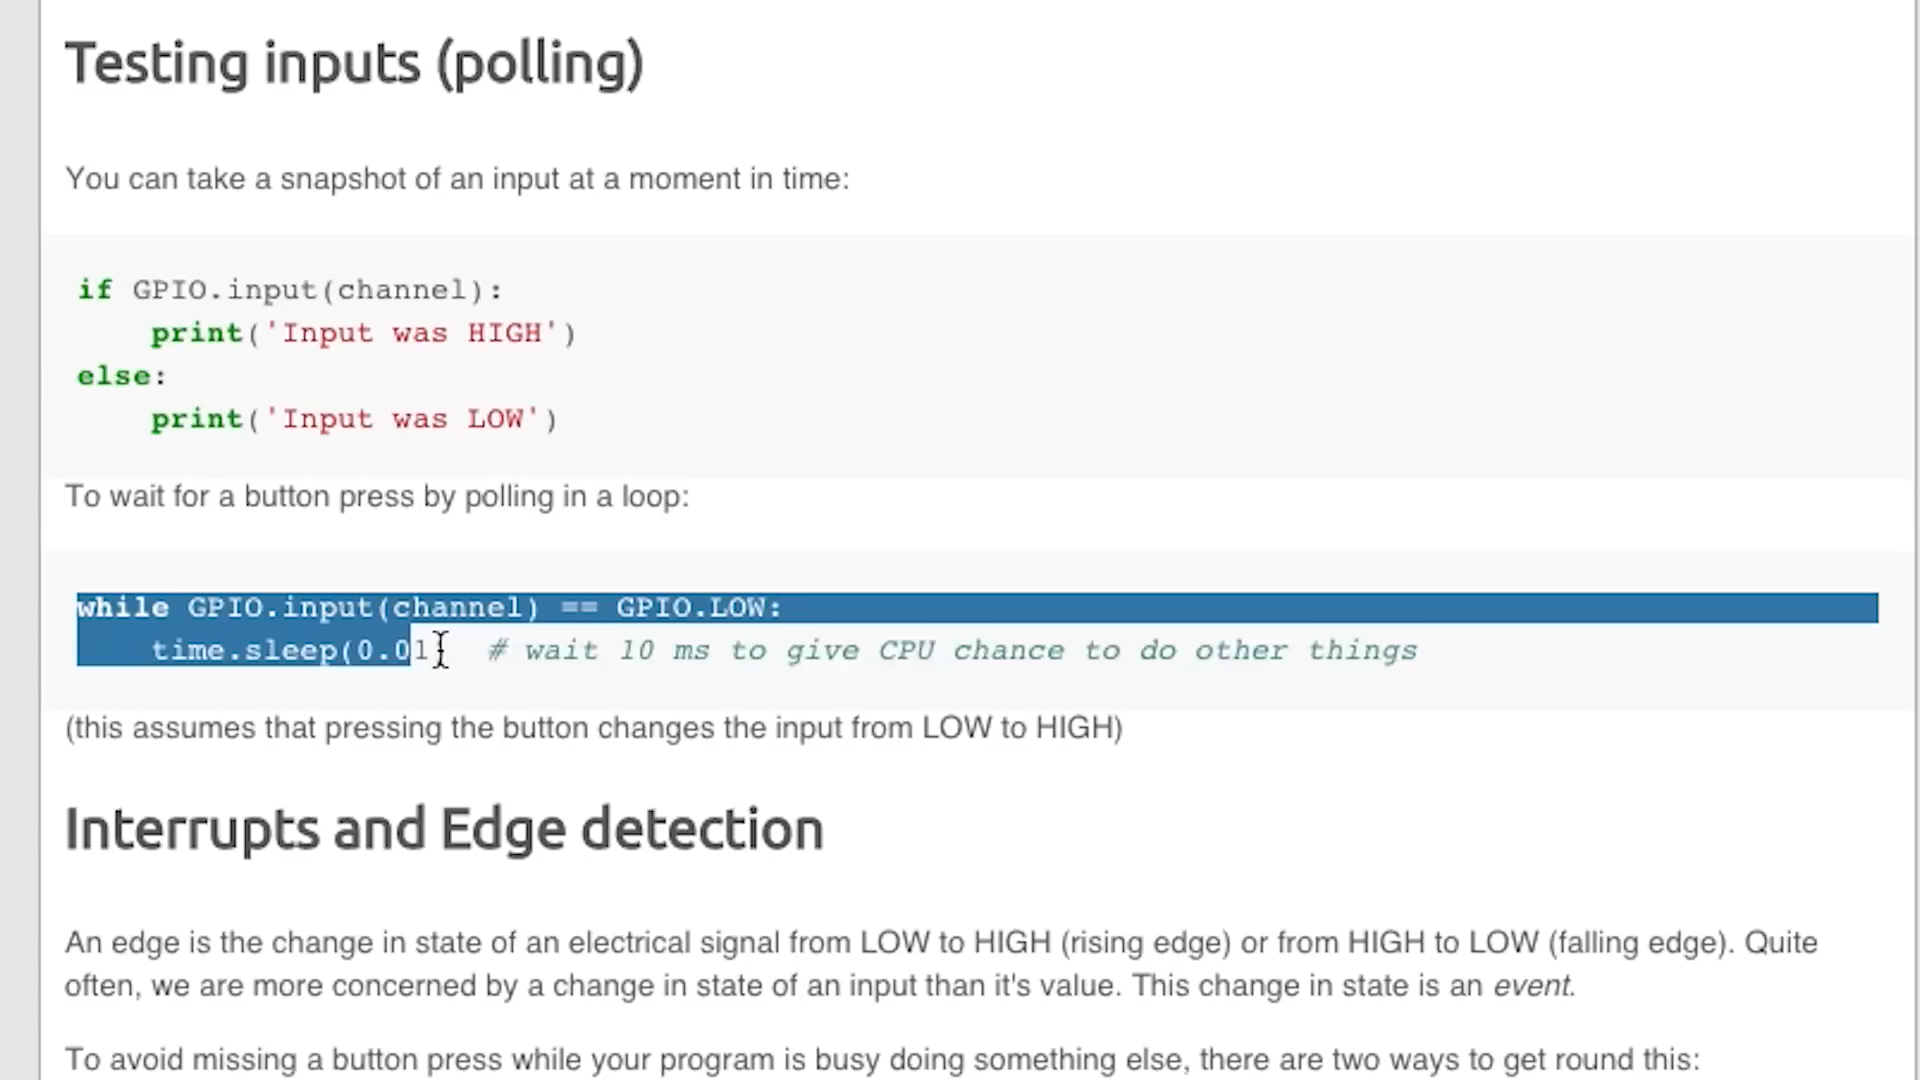 Testing inputs (polling)
You can take a snapshot of an input at a moment in time:
if GPIO.input(channel):
    print('Input was HIGH')
else:
    print('Input was LOW')
To wait for a button press by polling in a loop:
while GPIO.input(channel) == GPIO.LOW:
    time.sleep(0.01)  # wait 10 ms to give CPU chance to do other things
(this assumes that pressing the button changes the input from LOW to HIGH)
Interrupts and Edge detection
An edge is the change in state of an electrical signal from LOW to HIGH (rising edge) or from HIGH to LOW (falling edge). Quite
often, we are more concerned by a change in state of an input than it's value. This change in state is an event.
To avoid missing a button press while your program is busy doing something else, there are two ways to get round this: